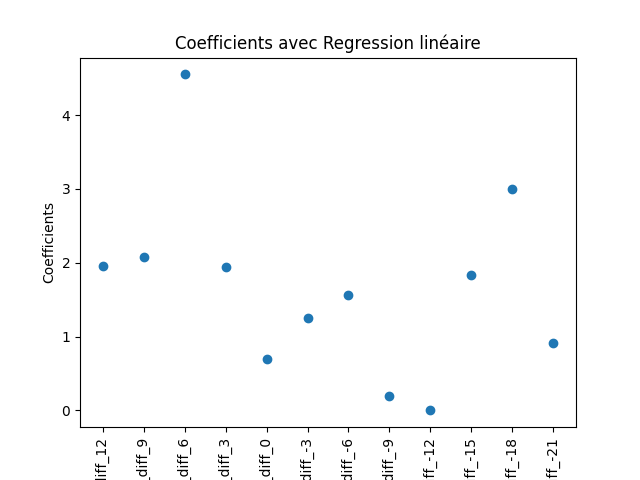 Coefficients avec Regression linéaire
Coefficients
4
3
2
1
0
diff_12
_diff_9
_diff_6
_diff_3
_diff_0
diff_-3
diff_-6
diff_-9
ff_-12
ff_-15
ff_-18
ff_-21